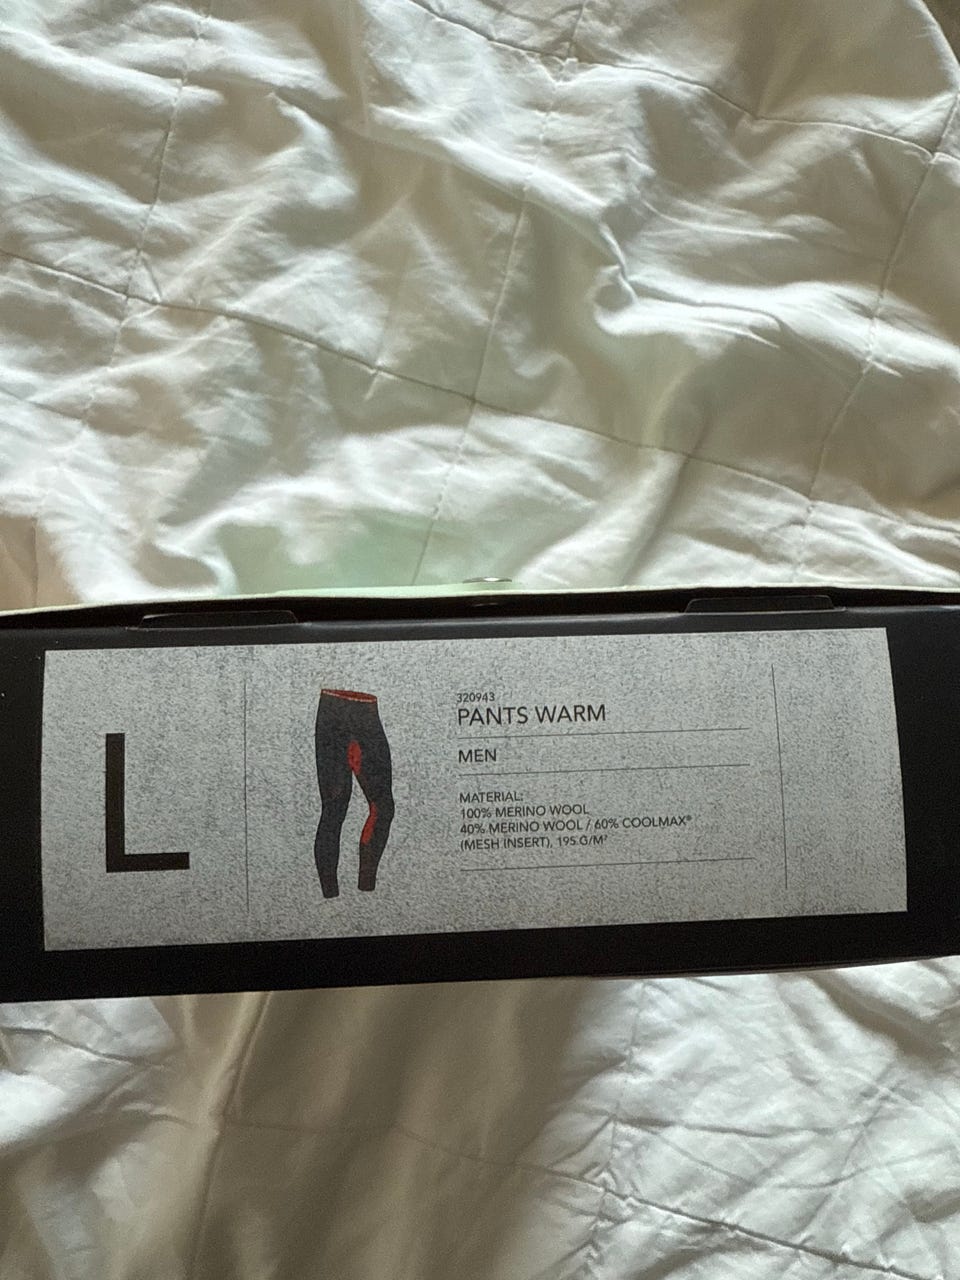 L
320943
PANTS WARM
MEN
MATERIAL:
100% MERINO WOOL
40% MERINO WOOL / 60% COOLMAX®
(MESH INSERT), 195 G/M²